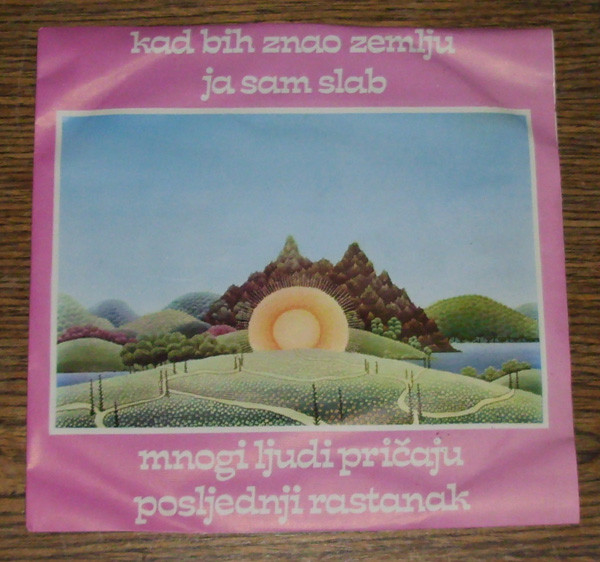 kad bih znao zemlju
ja sam slab
mnogi ljudi pričaju
posljednji rastanak